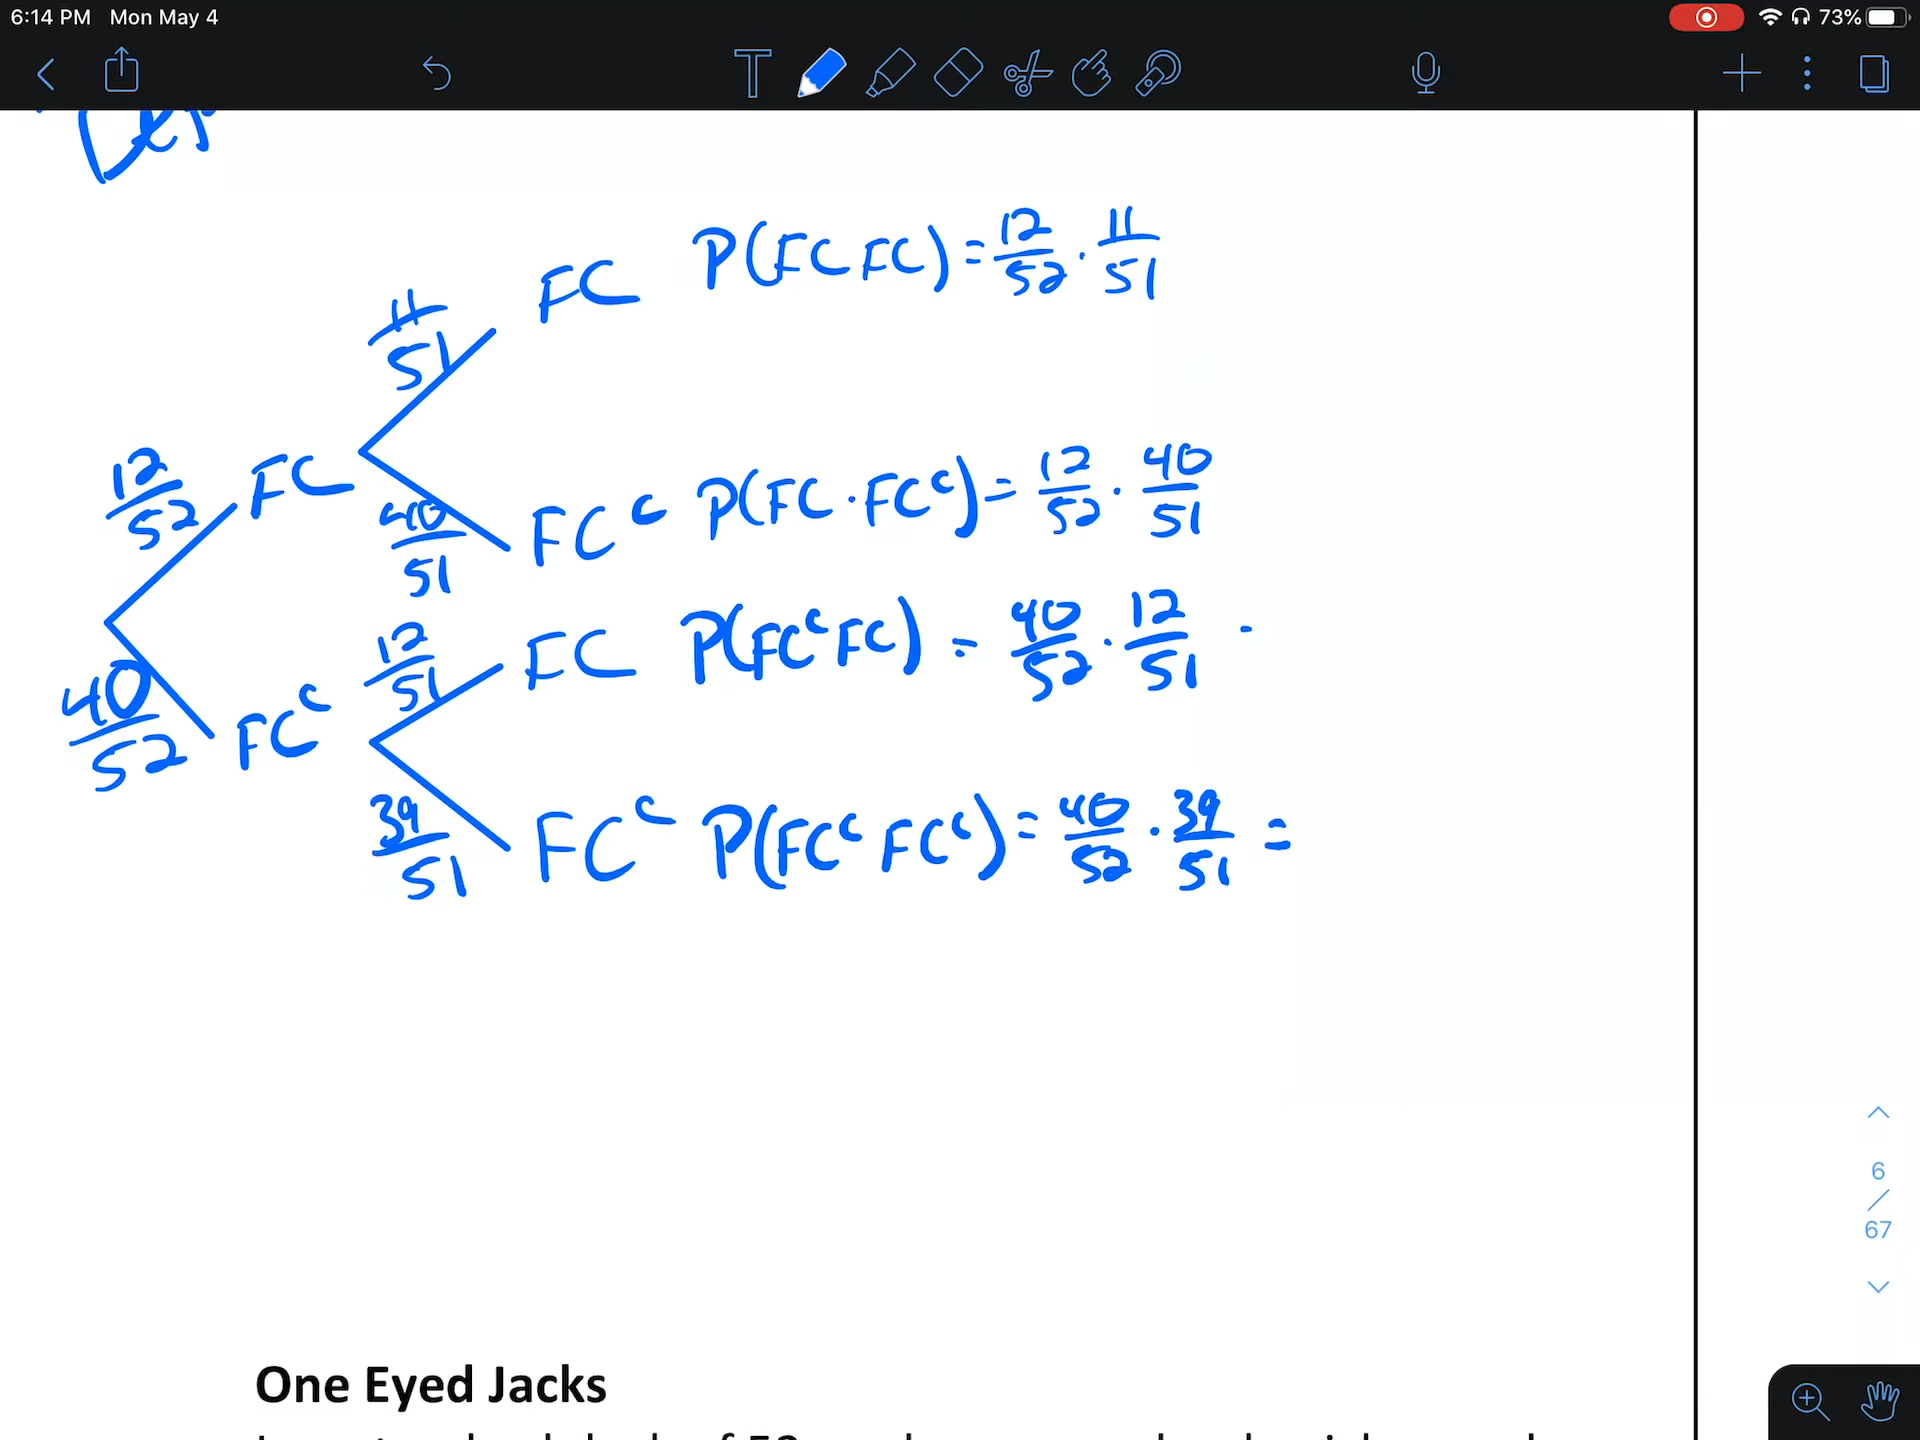 6:14 PM Mon May 4
73%
T
P(FC FC) = 12/52 · 11/51
11/51 FC
12/52 FC
40/51 FC^c P(FC · FC^c) = 12/52 · 40/51
12/51 FC P(FC^c FC) = 40/52 · 12/51 -
40/52 FC^c
39/51 FC^c P(FC^c FC^c) = 40/52 · 39/51 =
6
/
67
One Eyed Jacks